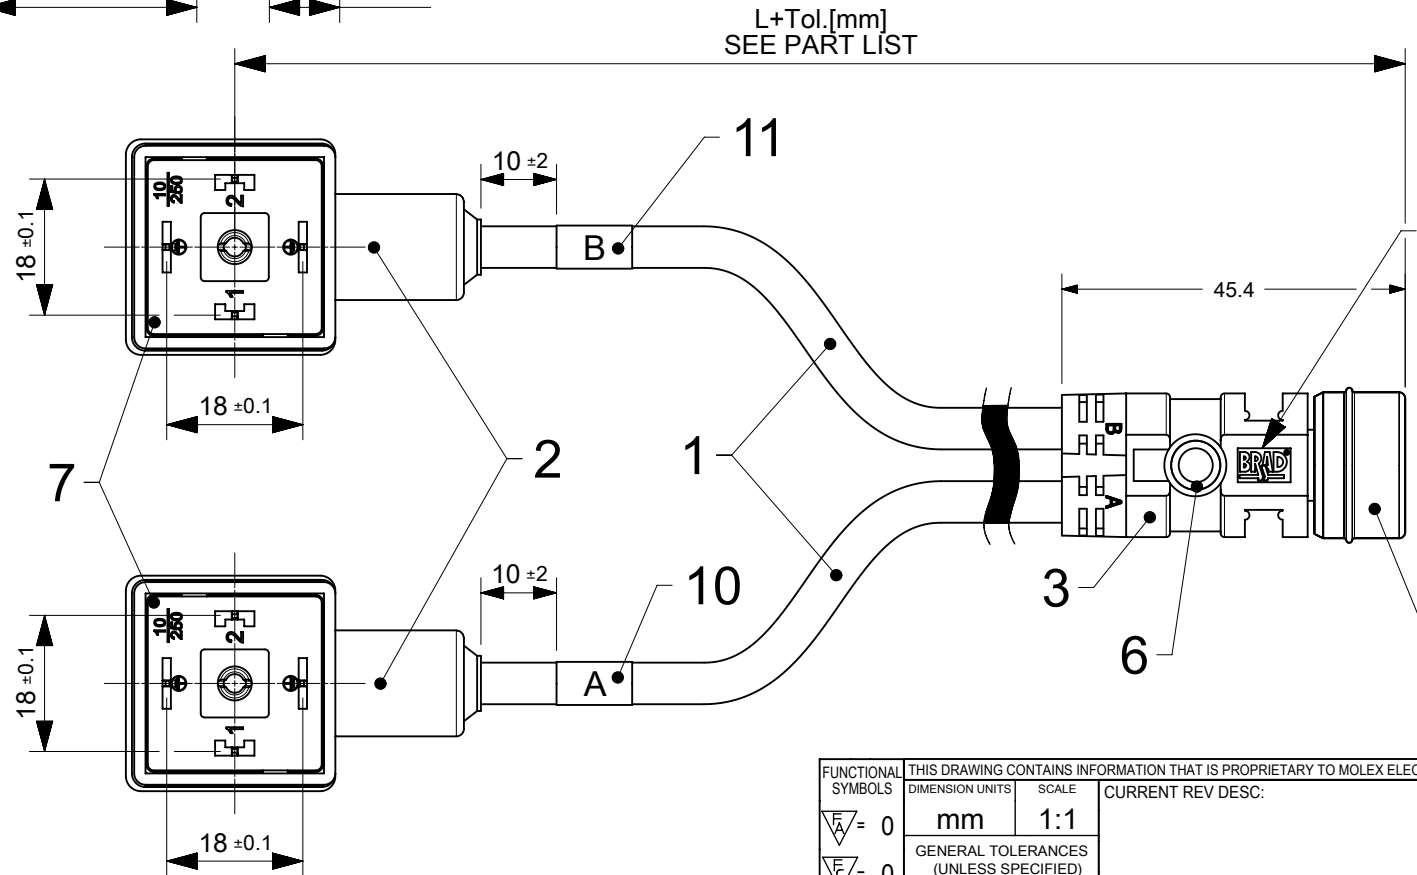 L+Tol.[mm]
SEE PART LIST
11
10 ±2
10
250
2
18 ±0.1
B
1
45.4
18 ±0.1
B
BRAD
7
2
1
A
3
6
10 ±2
10
10
250
2
18 ±0.1
A
1
18 ±0.1
FUNCTIONAL SYMBOLS
THIS DRAWING CONTAINS INFORMATION THAT IS PROPRIETARY TO MOLEX ELEC
DIMENSION UNITS
SCALE
CURRENT REV DESC:
mm
1:1
F A = 0
GENERAL TOLERANCES
(UNLESS SPECIFIED)
= 0